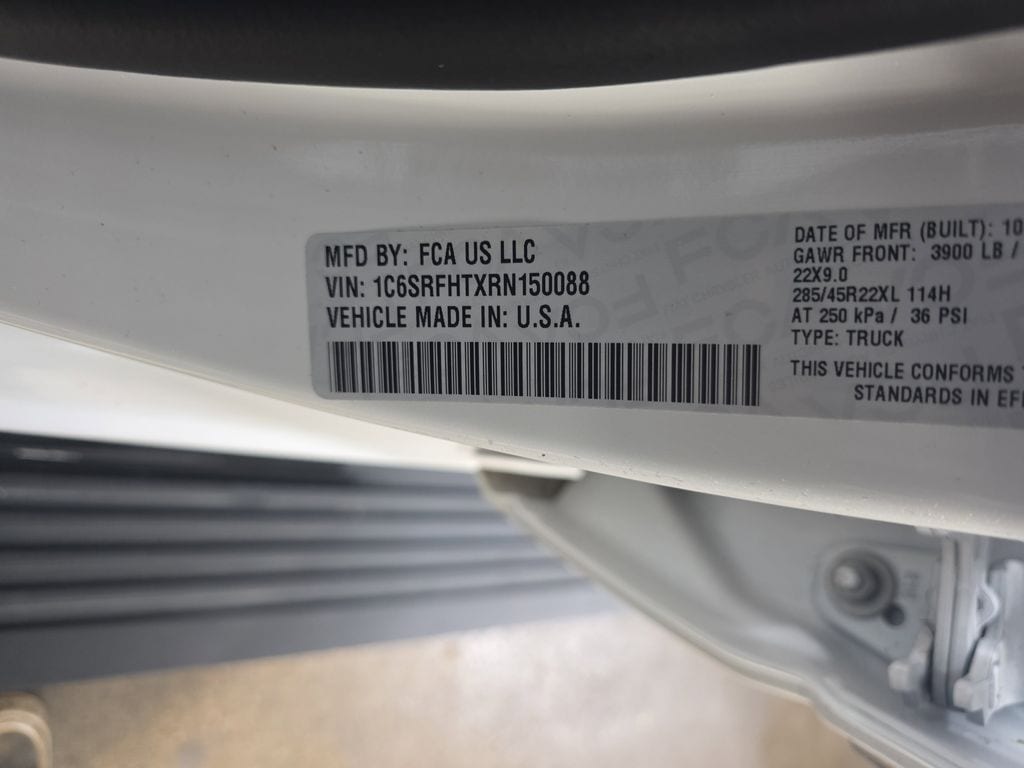 MFD BY: FCA US LLC
VIN: 1C6SRFHTXRN150088
VEHICLE MADE IN: U.S.A.
DATE OF MFR (BUILT): 10
GAWR FRONT: 3900 LB /
22X9.0
285/45R22XL 114H
AT 250 kPa / 36 PSI
TYPE: TRUCK
THIS VEHICLE CONFORMS
STANDARDS IN